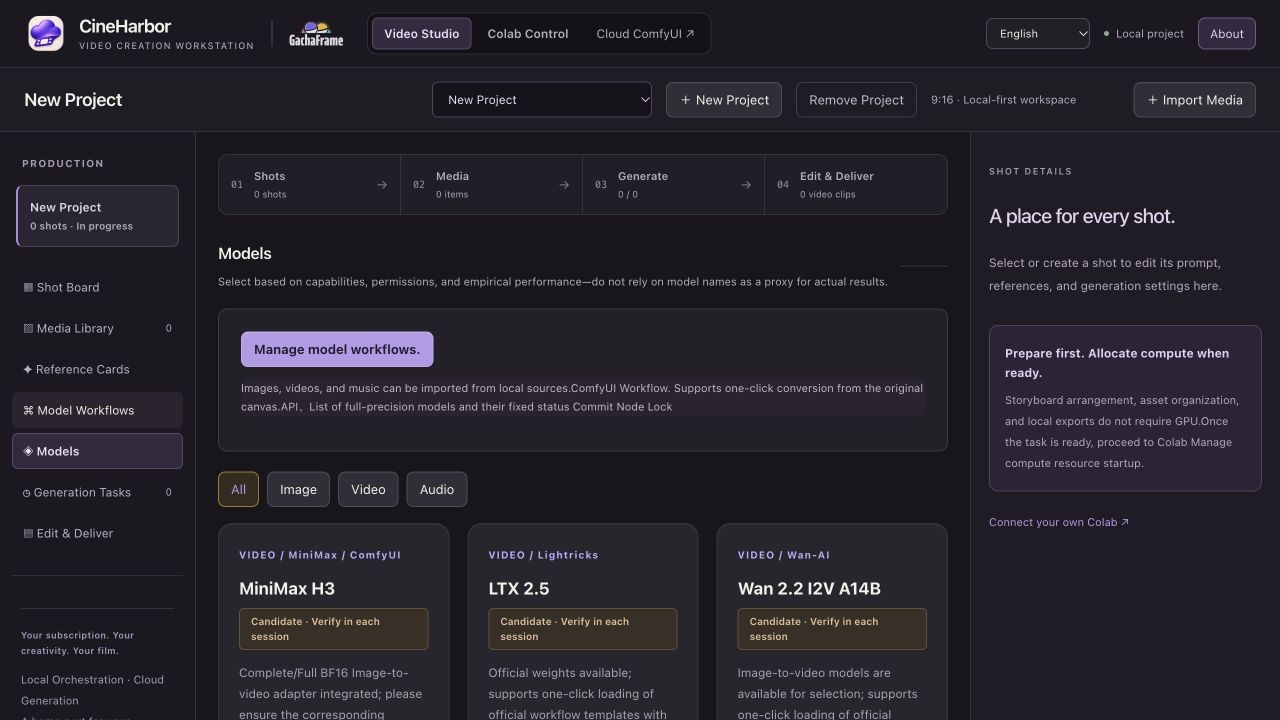 CineHarbor
VIDEO CREATION WORKSTATION
GachaFrame
Video Studio
Colab Control
Cloud ComfyUI ↗
English
Local project
About
New Project
New Project
+ New Project
Remove Project
9:16 · Local-first workspace
+ Import Media
PRODUCTION
New Project
0 shots · In progress
Shot Board
Media Library 0
Reference Cards
⌘ Model Workflows
Models
Generation Tasks 0
Edit & Deliver
Your subscription. Your
creativity. Your film.
Local Orchestration · Cloud
Generation
01 Shots
0 shots
→
02 Media
0 items
→
03 Generate
0 / 0
→
04 Edit & Deliver
0 video clips
Models
Select based on capabilities, permissions, and empirical performance—do not rely on model names as a proxy for actual results.
Manage model workflows.
Images, videos, and music can be imported from local sources.ComfyUI Workflow. Supports one-click conversion from the original
canvas.API、List of full-precision models and their fixed status Commit Node Lock
All
Image
Video
Audio
VIDEO / MiniMax / ComfyUI
MiniMax H3
Candidate · Verify in each
session
Complete/Full BF16 Image-to-
video adapter integrated; please
ensure the corresponding
VIDEO / Lightricks
LTX 2.5
Candidate · Verify in each
session
Official weights available;
supports one-click loading of
official workflow templates with
VIDEO / Wan-AI
Wan 2.2 I2V A14B
Candidate · Verify in each
session
Image-to-video models are
available for selection; supports
one-click loading of official
SHOT DETAILS
A place for every shot.
Select or create a shot to edit its prompt,
references, and generation settings here.
Prepare first. Allocate compute when
ready.
Storyboard arrangement, asset organization,
and local exports do not require GPU.Once
the task is ready, proceed to Colab Manage
compute resource startup.
Connect your own Colab ↗